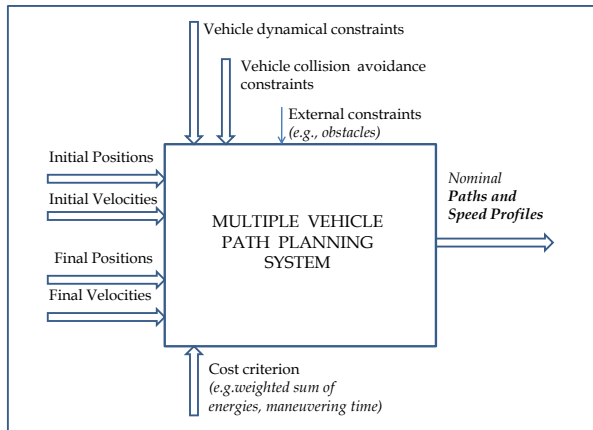 Vehicle dynamical constraints
Vehicle collision avoidance
constraints
External constraints
(e.g., obstacles)
Initial Positions
Initial Velocities
Final Positions
Final Velocities
MULTIPLE VEHICLE
PATH PLANNING
SYSTEM
Nominal
Paths and
Speed Profiles
Cost criterion
(e.g.weighted sum of
energies, maneuvering time)